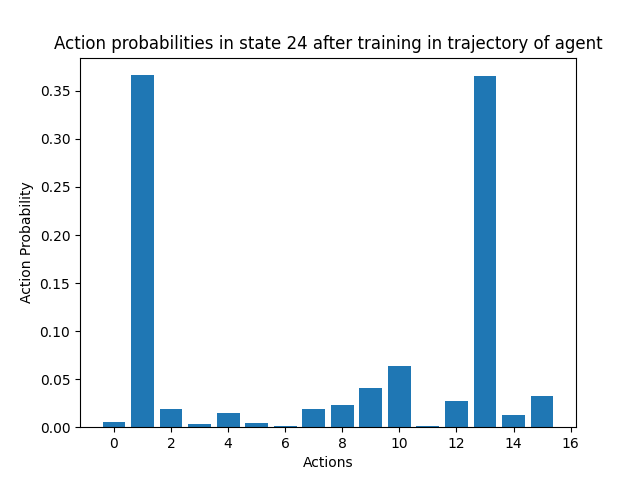 Action probabilities in state 24 after training in trajectory of agent
0.35
0.30
0.25
0.20
0.15
0.10
0.05
0.00
Action Probability
0 2 4 6 8 10 12 14 16
Actions